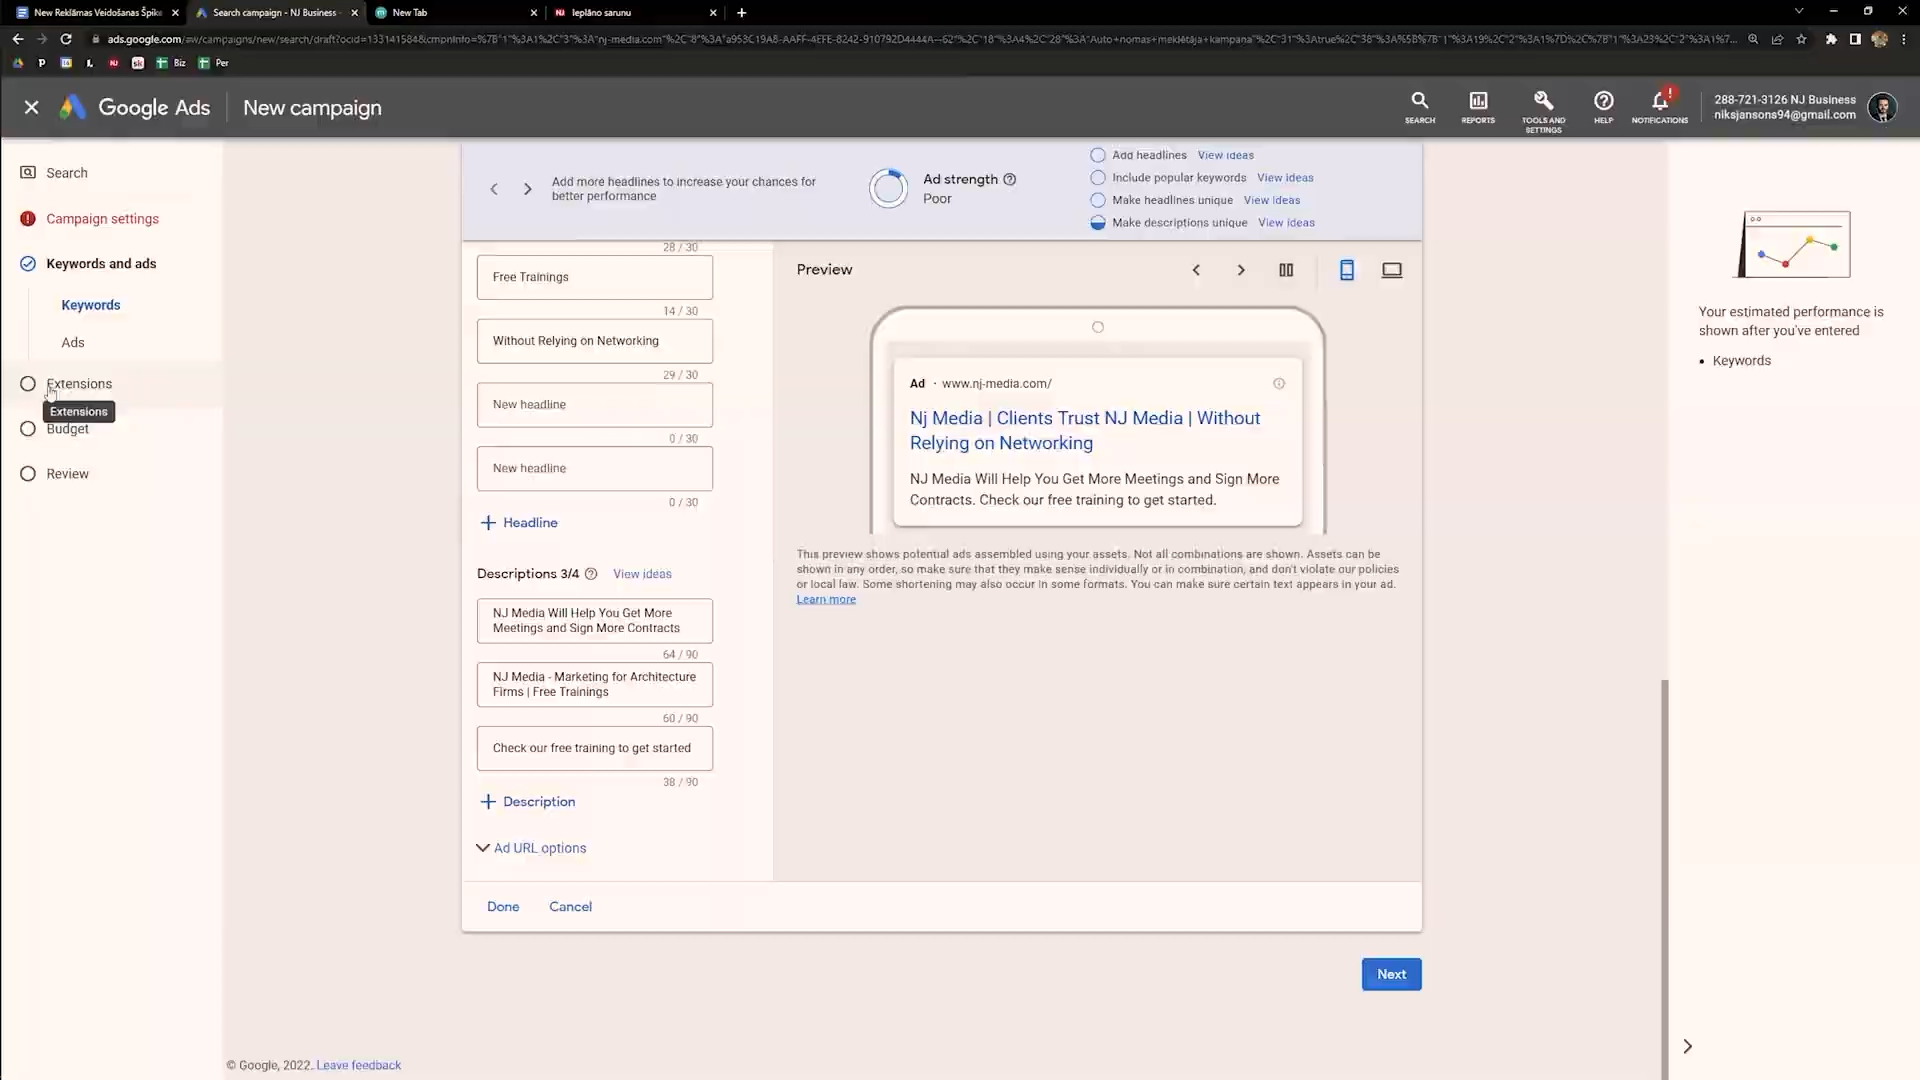 New Reklāmas Veidošanas Špik
Search campaign - NJ Business -
New Tab
NJ Ieplāno sarunu
Biz
Per
Google Ads
New campaign
SEARCH
REPORTS
TOOLS AND
SETTINGS
HELP
NOTIFICATIONS
288-721-3126 NJ Business
niksjansons94@gmail.com
Search
Campaign settings
Keywords and ads
Keywords
Ads
Extensions
Extensions
Budget
Review
Add more headlines to increase your chances for
better performance
Ad strength
Poor
Add headlines View ideas
Include popular keywords View ideas
Make headlines unique View ideas
Make descriptions unique View ideas
28 / 30
Free Trainings
14 / 30
Without Relying on Networking
29 / 30
New headline
0 / 30
New headline
0 / 30
Headline
Descriptions 3/4 View ideas
NJ Media Will Help You Get More
Meetings and Sign More Contracts
64 / 90
NJ Media - Marketing for Architecture
Firms | Free Trainings
60 / 90
Check our free training to get started
38 / 90
Description
Ad URL options
Done
Cancel
Preview
Ad · www.nj-media.com/
Nj Media | Clients Trust NJ Media | Without
Relying on Networking
NJ Media Will Help You Get More Meetings and Sign More
Contracts. Check our free training to get started.
This preview shows potential ads assembled using your assets. Not all combinations are shown. Assets can be
shown in any order, so make sure that they make sense individually or in combination, and don't violate our policies
or local law. Some shortening may also occur in some formats. You can make sure certain text appears in your ad.
Learn more
Your estimated performance is
shown after you've entered
• Keywords
Next
© Google, 2022. Leave feedback